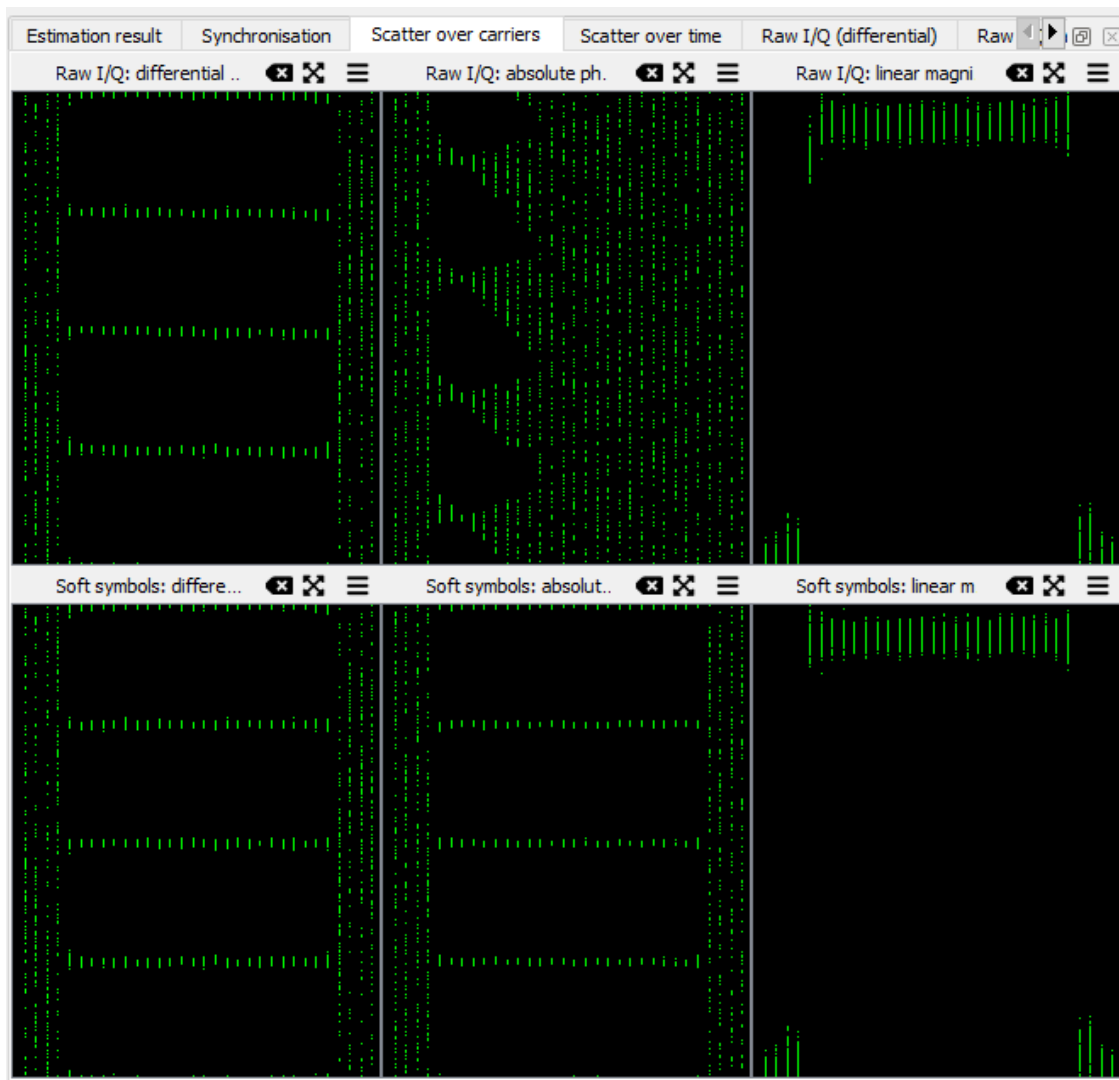 Estimation result Synchronisation Scatter over carriers Scatter over time Raw I/Q (differential) Raw
Raw I/Q: differential .. Raw I/Q: absolute ph. Raw I/Q: linear magni
Soft symbols: differe... Soft symbols: absolut.. Soft symbols: linear m